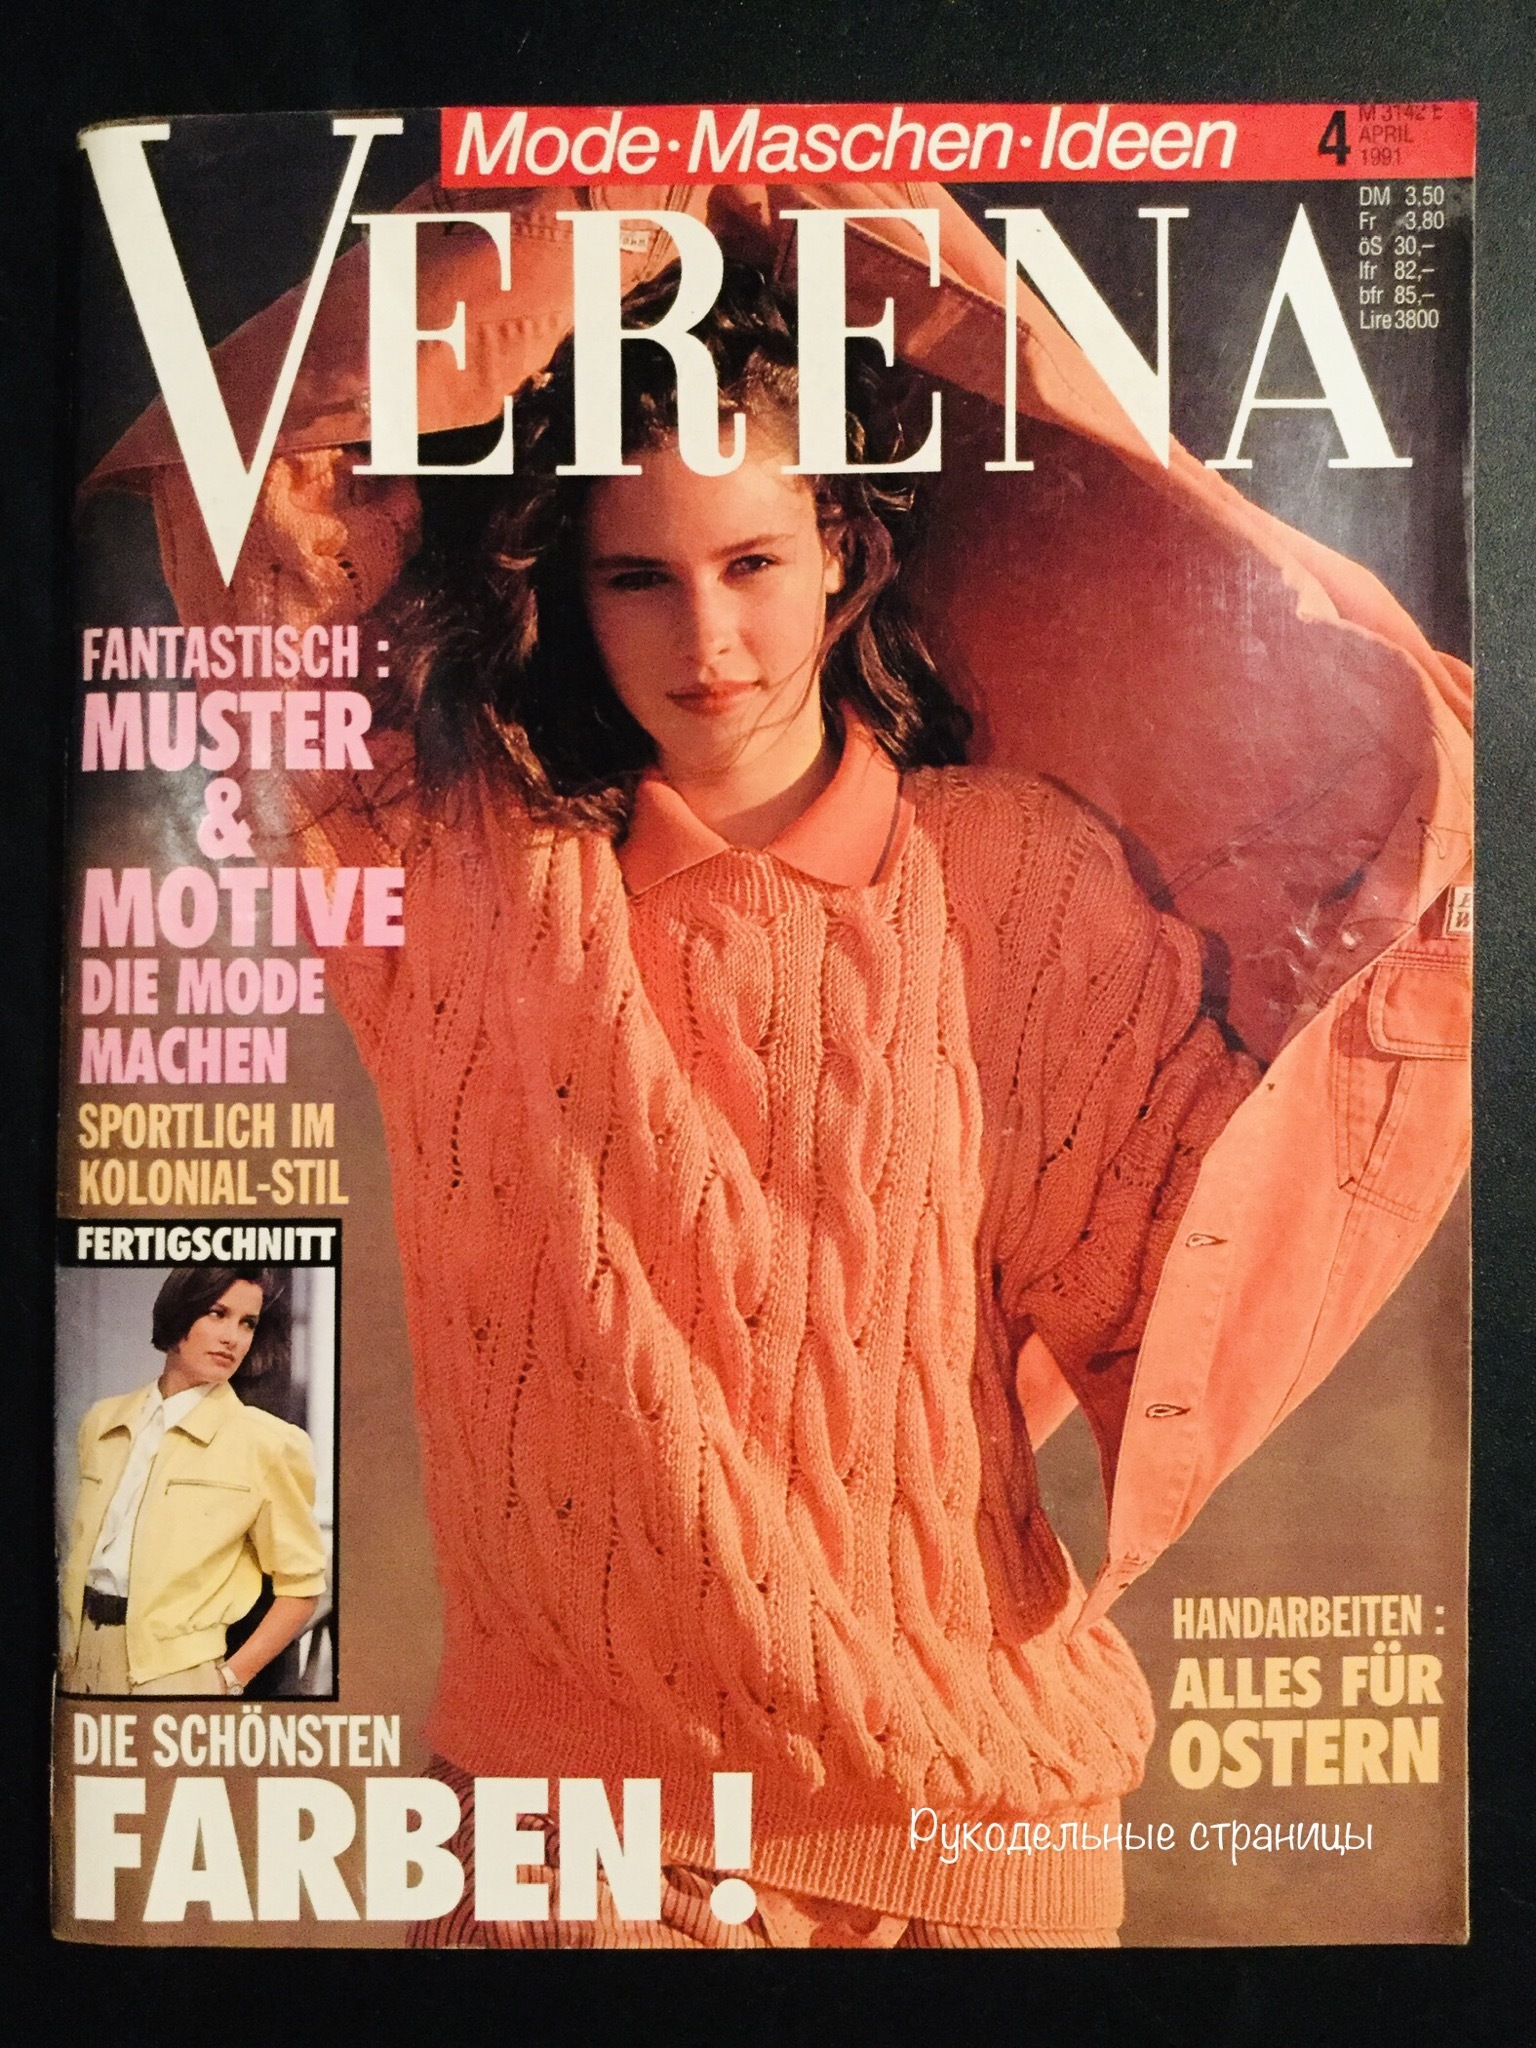 Mode·Maschen·Ideen
4
M 3142 E
APRIL
1991
VERENA
DM 3,50
Fr 3,80
öS 30,–
lfr 82,–
bfr 85,–
Lire 3800
FANTASTISCH :
MUSTER
&
MOTIVE
DIE MODE
MACHEN
SPORTLICH IM
KOLONIAL-STIL
FERTIGSCHNITT
DIE SCHÖNSTEN
FARBEN !
HANDARBEITEN :
ALLES FÜR
OSTERN
Рукодельные страницы